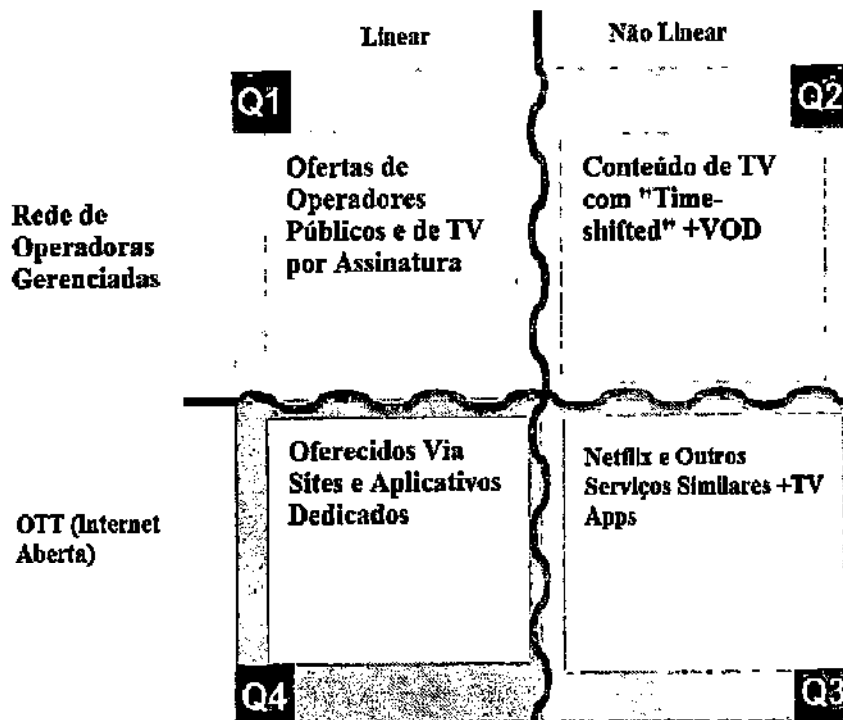 Linear
Não Linear
Q1
Q2
Ofertas de
Operadores
Públicos e de TV
por Assinatura
Conteúdo de TV
com "Time-
shifted" +VOD
Rede de
Operadoras
Gerenciadas
Oferecidos Via
Sites e Aplicativos
Dedicados
Netflix e Outros
Serviços Similares +TV
Apps
OTT (Internet
Aberta)
Q4
Q3